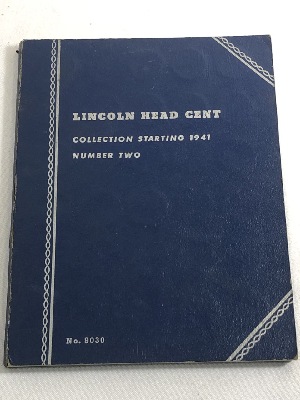 LINCOLN HEAD CENT
COLLECTION STARTING 1941
NUMBER TWO
No. 9030